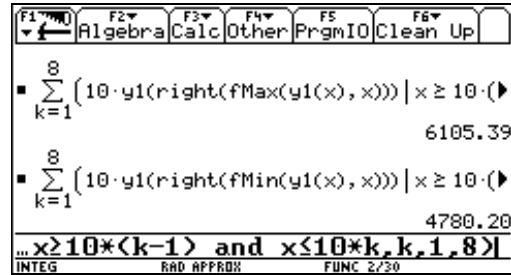 F1 F2 F3 F4 F5 F6
Algebra Calc Other PrgmIO Clean Up
8
∑ (10·y1(right(fMax(y1(x),x)))|x ≥ 10·(▶
k=1
6105.39
8
∑ (10·y1(right(fMin(y1(x),x)))|x ≥ 10·(▶
k=1
4780.20
…x≥10*(k-1) and x≤10*k,k,1,8)
INTEG RAD APPROX FUNC 2/30